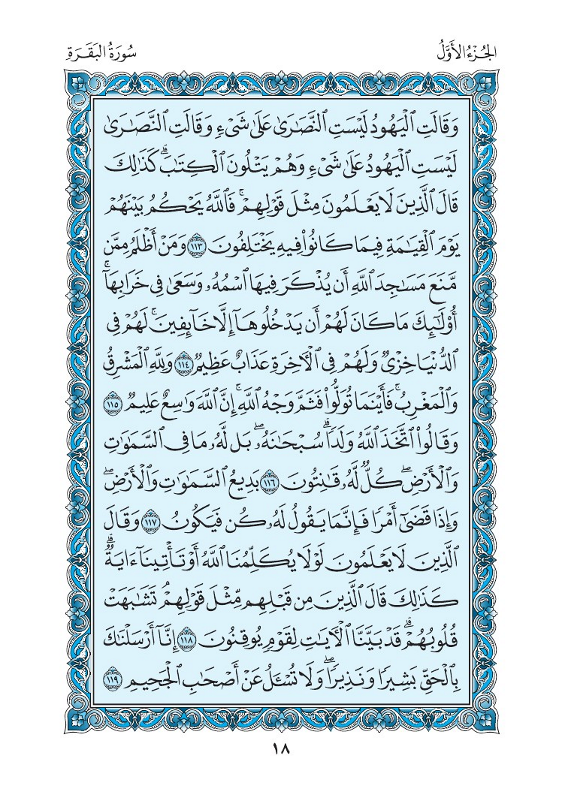 الجُزْءُ الأَوَّلُ
سُورَةُ البَقَرَةِ
وَقَالَتِ ٱلْيَهُودُ لَيْسَتِ ٱلنَّصَٰرَىٰ عَلَىٰ شَىْءٍ وَقَالَتِ ٱلنَّصَٰرَىٰ
لَيْسَتِ ٱلْيَهُودُ عَلَىٰ شَىْءٍ وَهُمْ يَتْلُونَ ٱلْكِتَٰبَۗ كَذَٰلِكَ
قَالَ ٱلَّذِينَ لَا يَعْلَمُونَ مِثْلَ قَوْلِهِمْۚ فَٱللَّهُ يَحْكُمُ بَيْنَهُمْ
يَوْمَ ٱلْقِيَٰمَةِ فِيمَا كَانُوا۟ فِيهِ يَخْتَلِفُونَ ١١٣ وَمَنْ أَظْلَمُ مِمَّن
مَّنَعَ مَسَٰجِدَ ٱللَّهِ أَن يُذْكَرَ فِيهَا ٱسْمُهُۥ وَسَعَىٰ فِى خَرَابِهَآۚ
أُو۟لَٰٓئِكَ مَا كَانَ لَهُمْ أَن يَدْخُلُوهَآ إِلَّا خَآئِفِينَۚ لَهُمْ فِى
ٱلدُّنْيَا خِزْىٌ وَلَهُمْ فِى ٱلْءَاخِرَةِ عَذَابٌ عَظِيمٌ ١١٤ وَلِلَّهِ ٱلْمَشْرِقُ
وَٱلْمَغْرِبُۚ فَأَيْنَمَا تُوَلُّوا۟ فَثَمَّ وَجْهُ ٱللَّهِۚ إِنَّ ٱللَّهَ وَٰسِعٌ عَلِيمٌ ١١٥
وَقَالُوا۟ ٱتَّخَذَ ٱللَّهُ وَلَدًاۗ سُبْحَٰنَهُۥۖ بَل لَّهُۥ مَا فِى ٱلسَّمَٰوَٰتِ
وَٱلْأَرْضِۖ كُلٌّ لَّهُۥ قَٰنِتُونَ ١١٦ بَدِيعُ ٱلسَّمَٰوَٰتِ وَٱلْأَرْضِۖ
وَإِذَا قَضَىٰٓ أَمْرًا فَإِنَّمَا يَقُولُ لَهُۥ كُن فَيَكُونُ ١١٧ وَقَالَ
ٱلَّذِينَ لَا يَعْلَمُونَ لَوْلَا يُكَلِّمُنَا ٱللَّهُ أَوْ تَأْتِينَآ ءَايَةٌۗ
كَذَٰلِكَ قَالَ ٱلَّذِينَ مِن قَبْلِهِم مِّثْلَ قَوْلِهِمْۘ تَشَٰبَهَتْ
قُلُوبُهُمْۗ قَدْ بَيَّنَّا ٱلْءَايَٰتِ لِقَوْمٍ يُوقِنُونَ ١١٨ إِنَّآ أَرْسَلْنَٰكَ
بِٱلْحَقِّ بَشِيرًا وَنَذِيرًاۖ وَلَا تُسْـَٔلُ عَنْ أَصْحَٰبِ ٱلْجَحِيمِ ١١٩
١٨